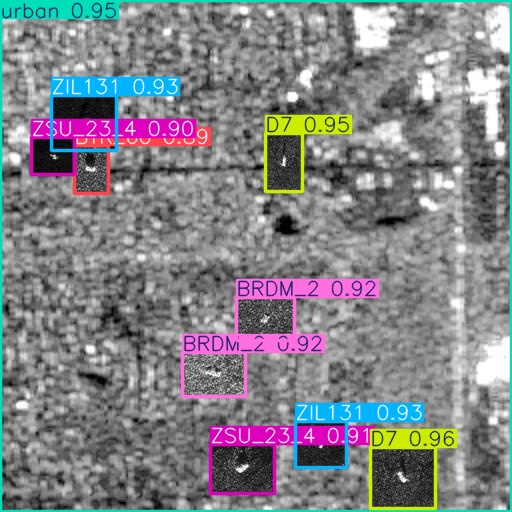 urban 0.95
ZIL131 0.93
ZSU_23_4 0.90
D7 0.95
BRDM_2 0.92
BRDM_2 0.92
ZIL131 0.93
ZSU_23_4 0.91
D7 0.96